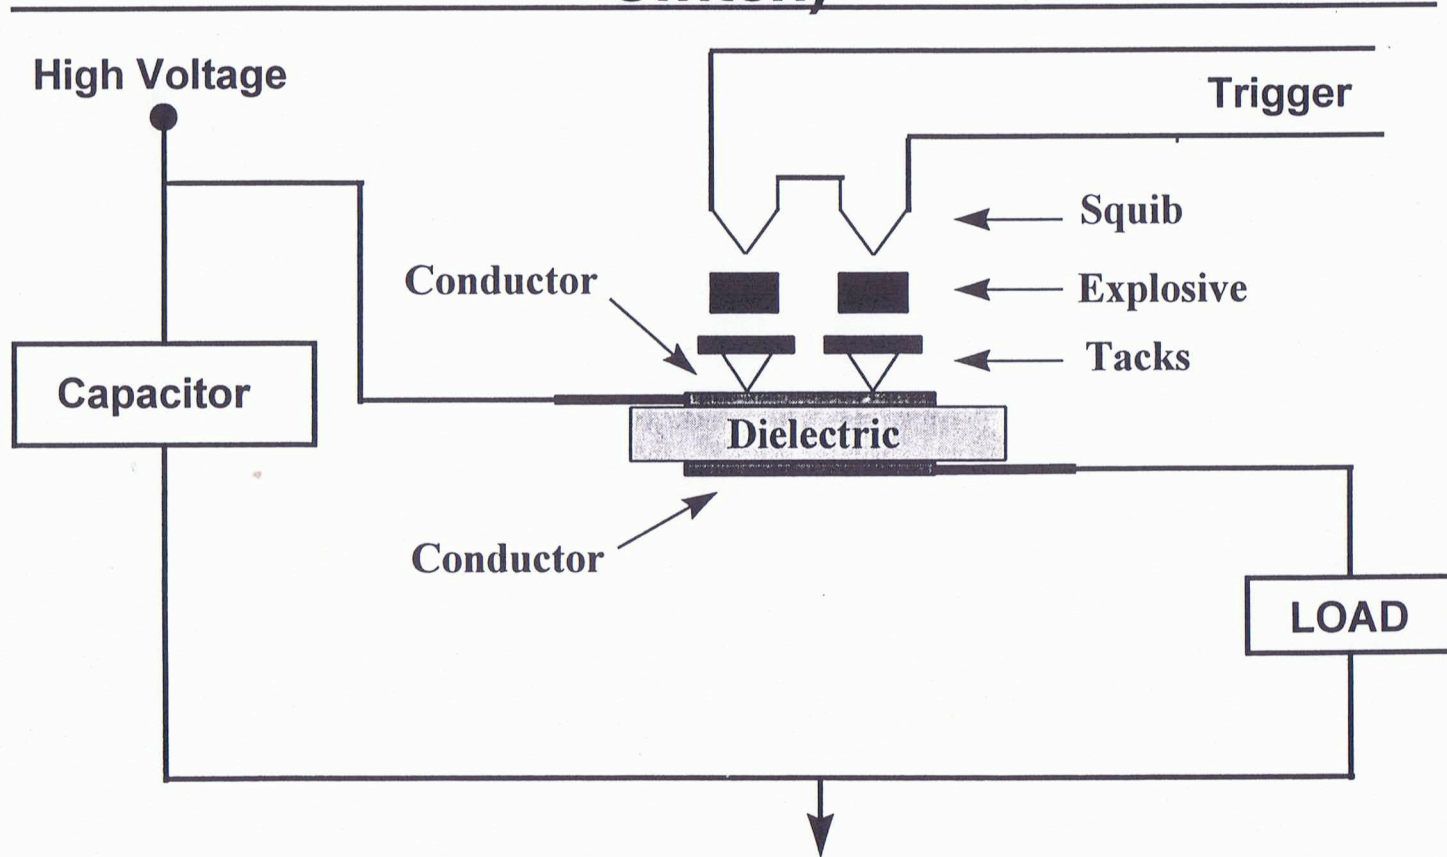 High Voltage
Trigger
Squib
Conductor
Explosive
Tacks
Capacitor
Dielectric
Conductor
LOAD